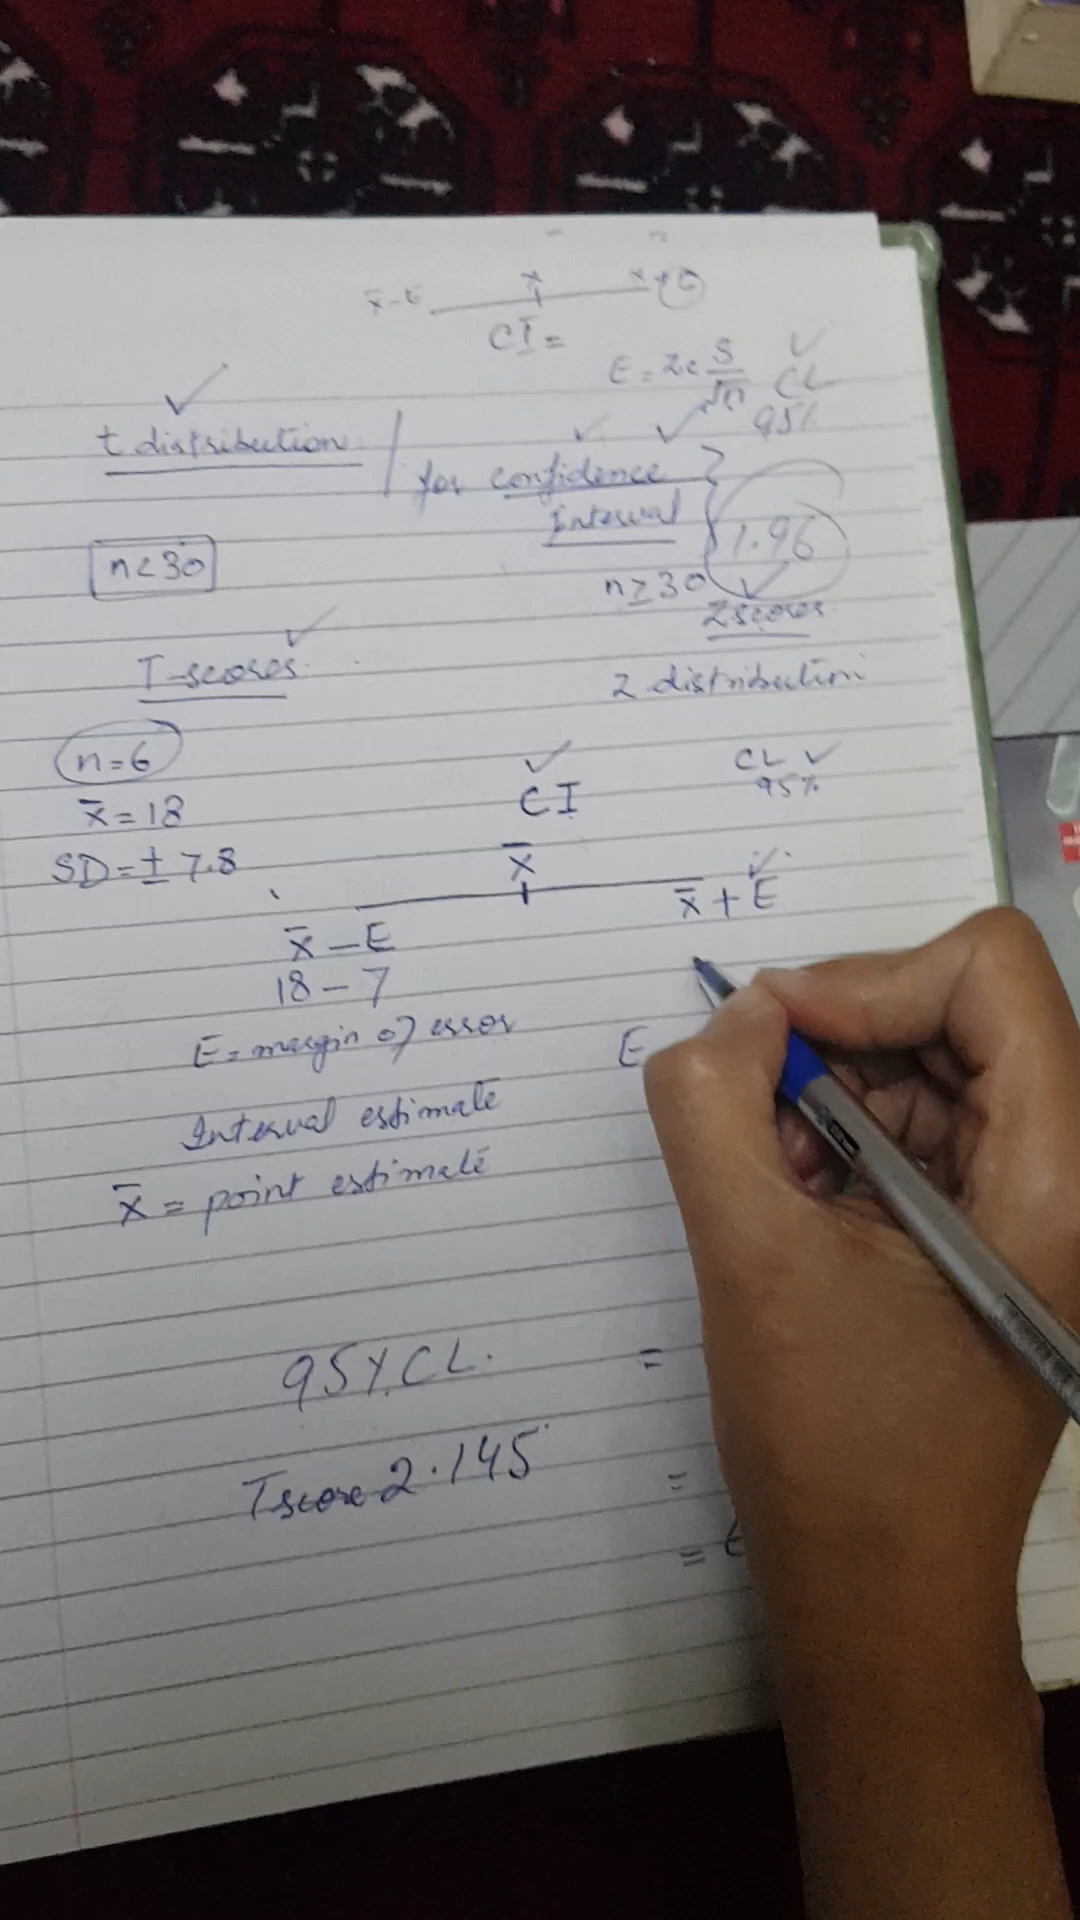 x̄-E x̄ x̄+E
CI =
E = Zc S/√n CL
95%
t distribution / for confidence
Interval
1.96
n<30
n≥30
Z scores
T-scores
Z distribution
n=6
x̄ = 18
SD = ± 7.8
CI
CL
95%
x̄
x̄ - E
x̄ + E
18 - 7
E = margin of error
E
Interval estimate
x̄ = point estimate
95% CL.
=
T score 2.145
=
=